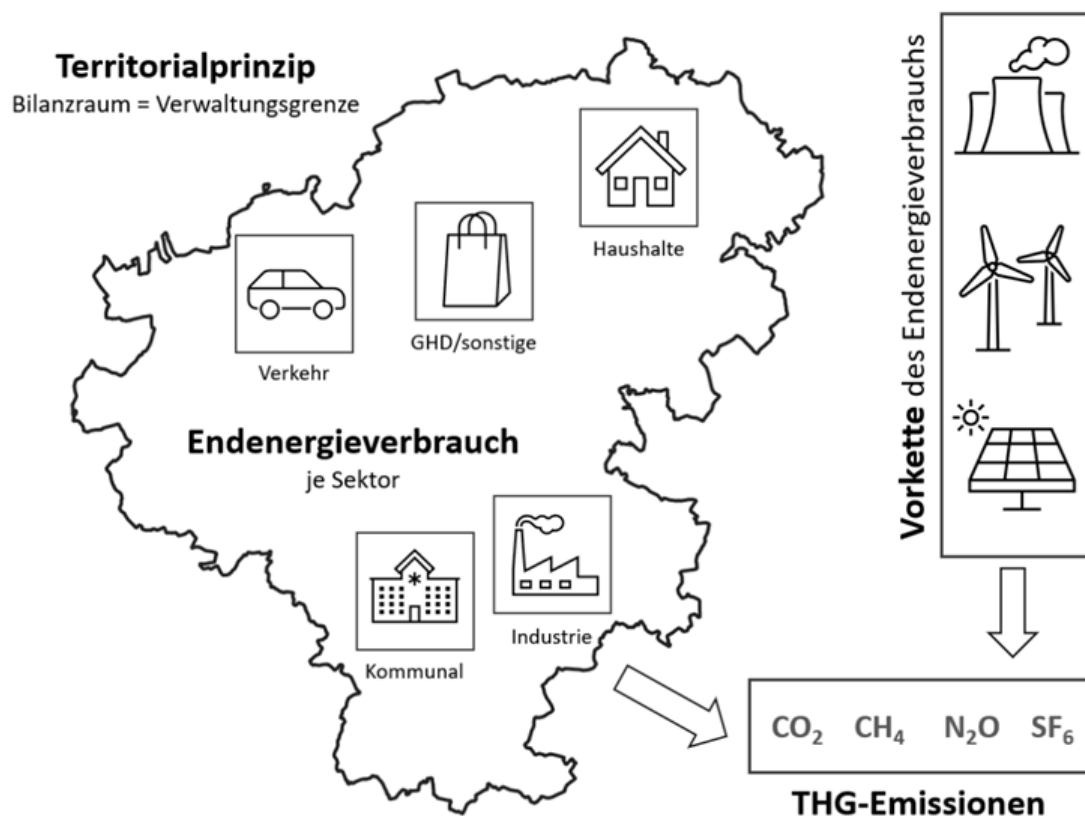 Territorialprinzip
Bilanzraum = Verwaltungsgrenze
Haushalte
GHD/sonstige
Verkehr
Endenergieverbrauch
je Sektor
Industrie
Kommunal
Vorkette des Endenergieverbrauchs
CO₂ CH₄ N₂O SF₆
THG-Emissionen